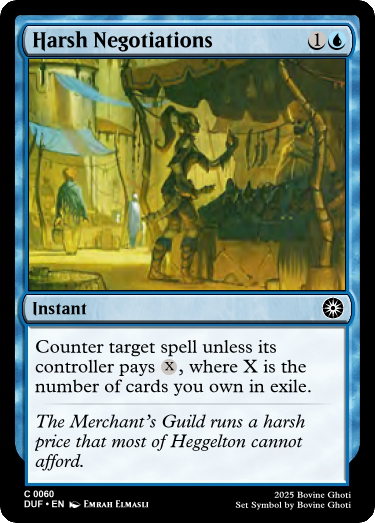 Harsh Negotiations 1
Instant
Counter target spell unless its
controller pays X, where X is the
number of cards you own in exile.
The Merchant's Guild runs a harsh
price that most of Heggelton cannot
afford.
C 0060
DUF • EN Emrah Elmasli
2025 Bovine Ghoti
Set Symbol by Bovine Ghoti